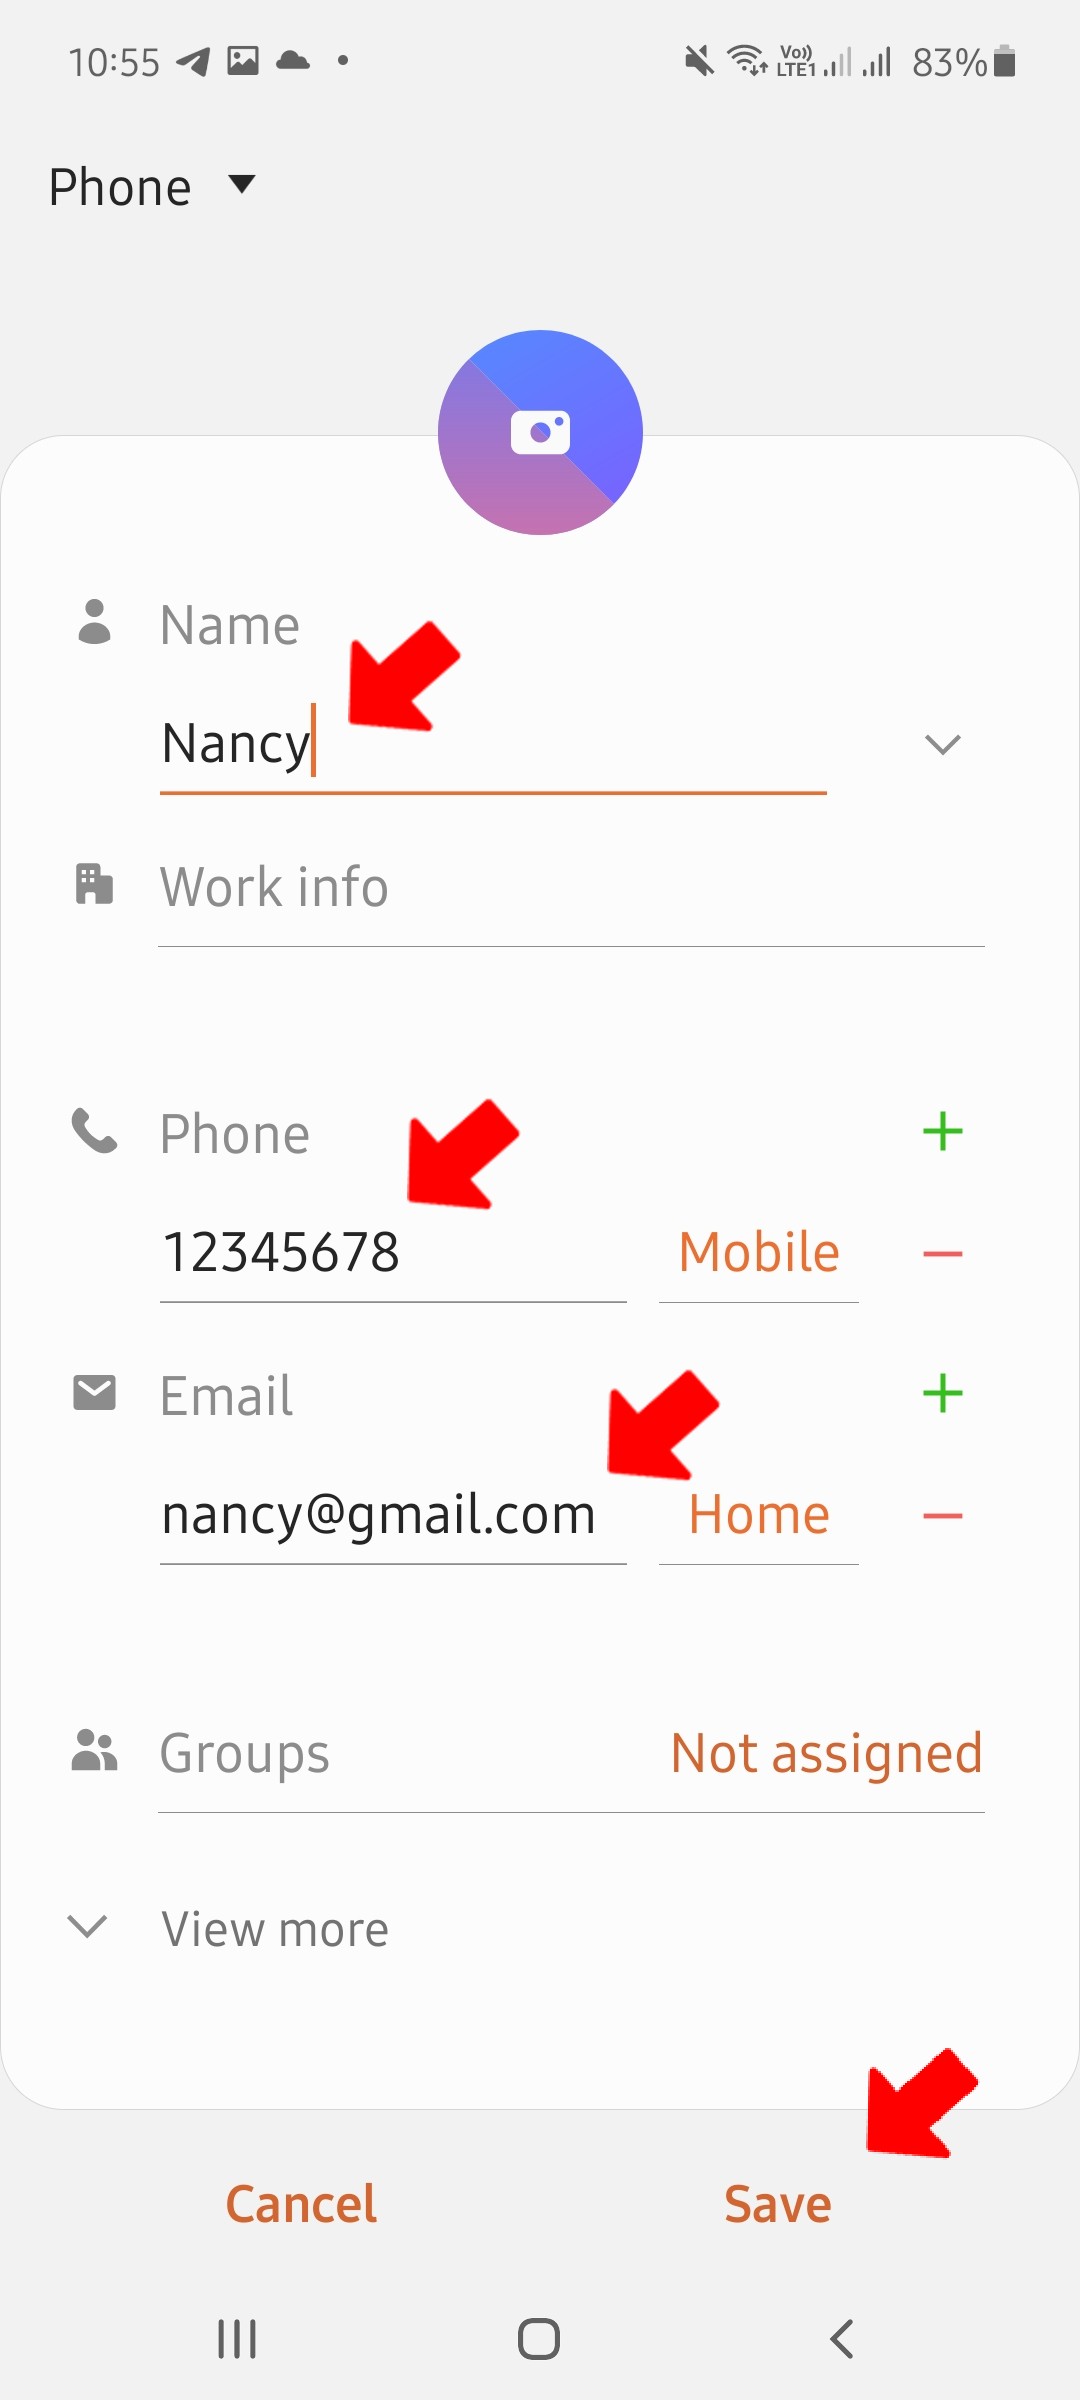 10:55 Vo)) LTE1 83%
Phone
Name
Nancy
Work info
Phone
12345678 Mobile
Email
nancy@gmail.com Home
Groups Not assigned
View more
Cancel Save